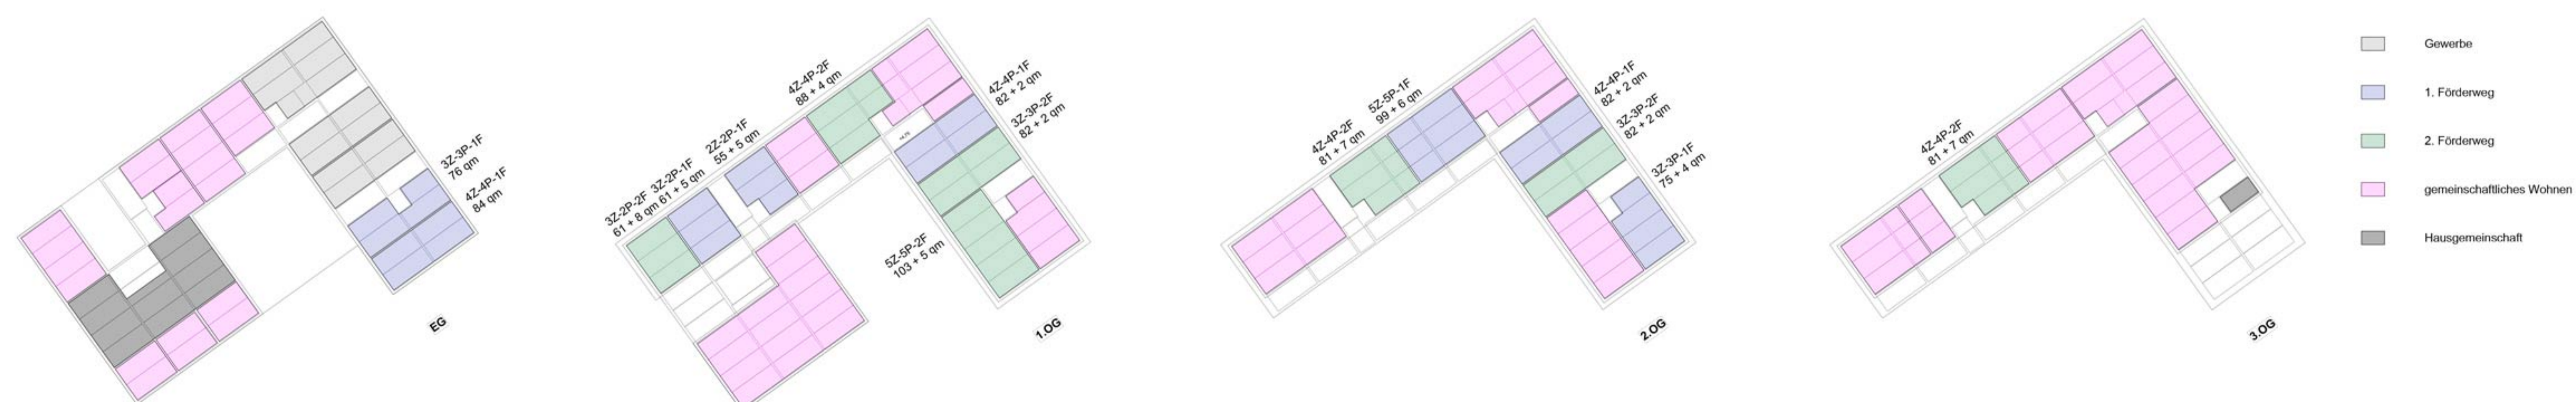 3Z-3P-1F
76 qm
4Z-4P-1F
84 qm
EG
3Z-2P-2F
61 + 8 qm
3Z-2P-1F
61 + 5 qm
2Z-2P-1F
55 + 5 qm
4Z-4P-2F
88 + 4 qm
4Z-4P-1F
82 + 2 qm
3Z-3P-2F
82 + 2 qm
5Z-5P-2F
103 + 5 qm
1.OG
4Z-4P-2F
81 + 7 qm
5Z-5P-1F
99 + 6 qm
4Z-4P-1F
82 + 2 qm
3Z-3P-2F
82 + 2 qm
3Z-3P-1F
75 + 4 qm
2.OG
4Z-4P-2F
81 + 7 qm
3.OG
Gewerbe
1. Förderweg
2. Förderweg
gemeinschaftliches Wohnen
Hausgemeinschaft